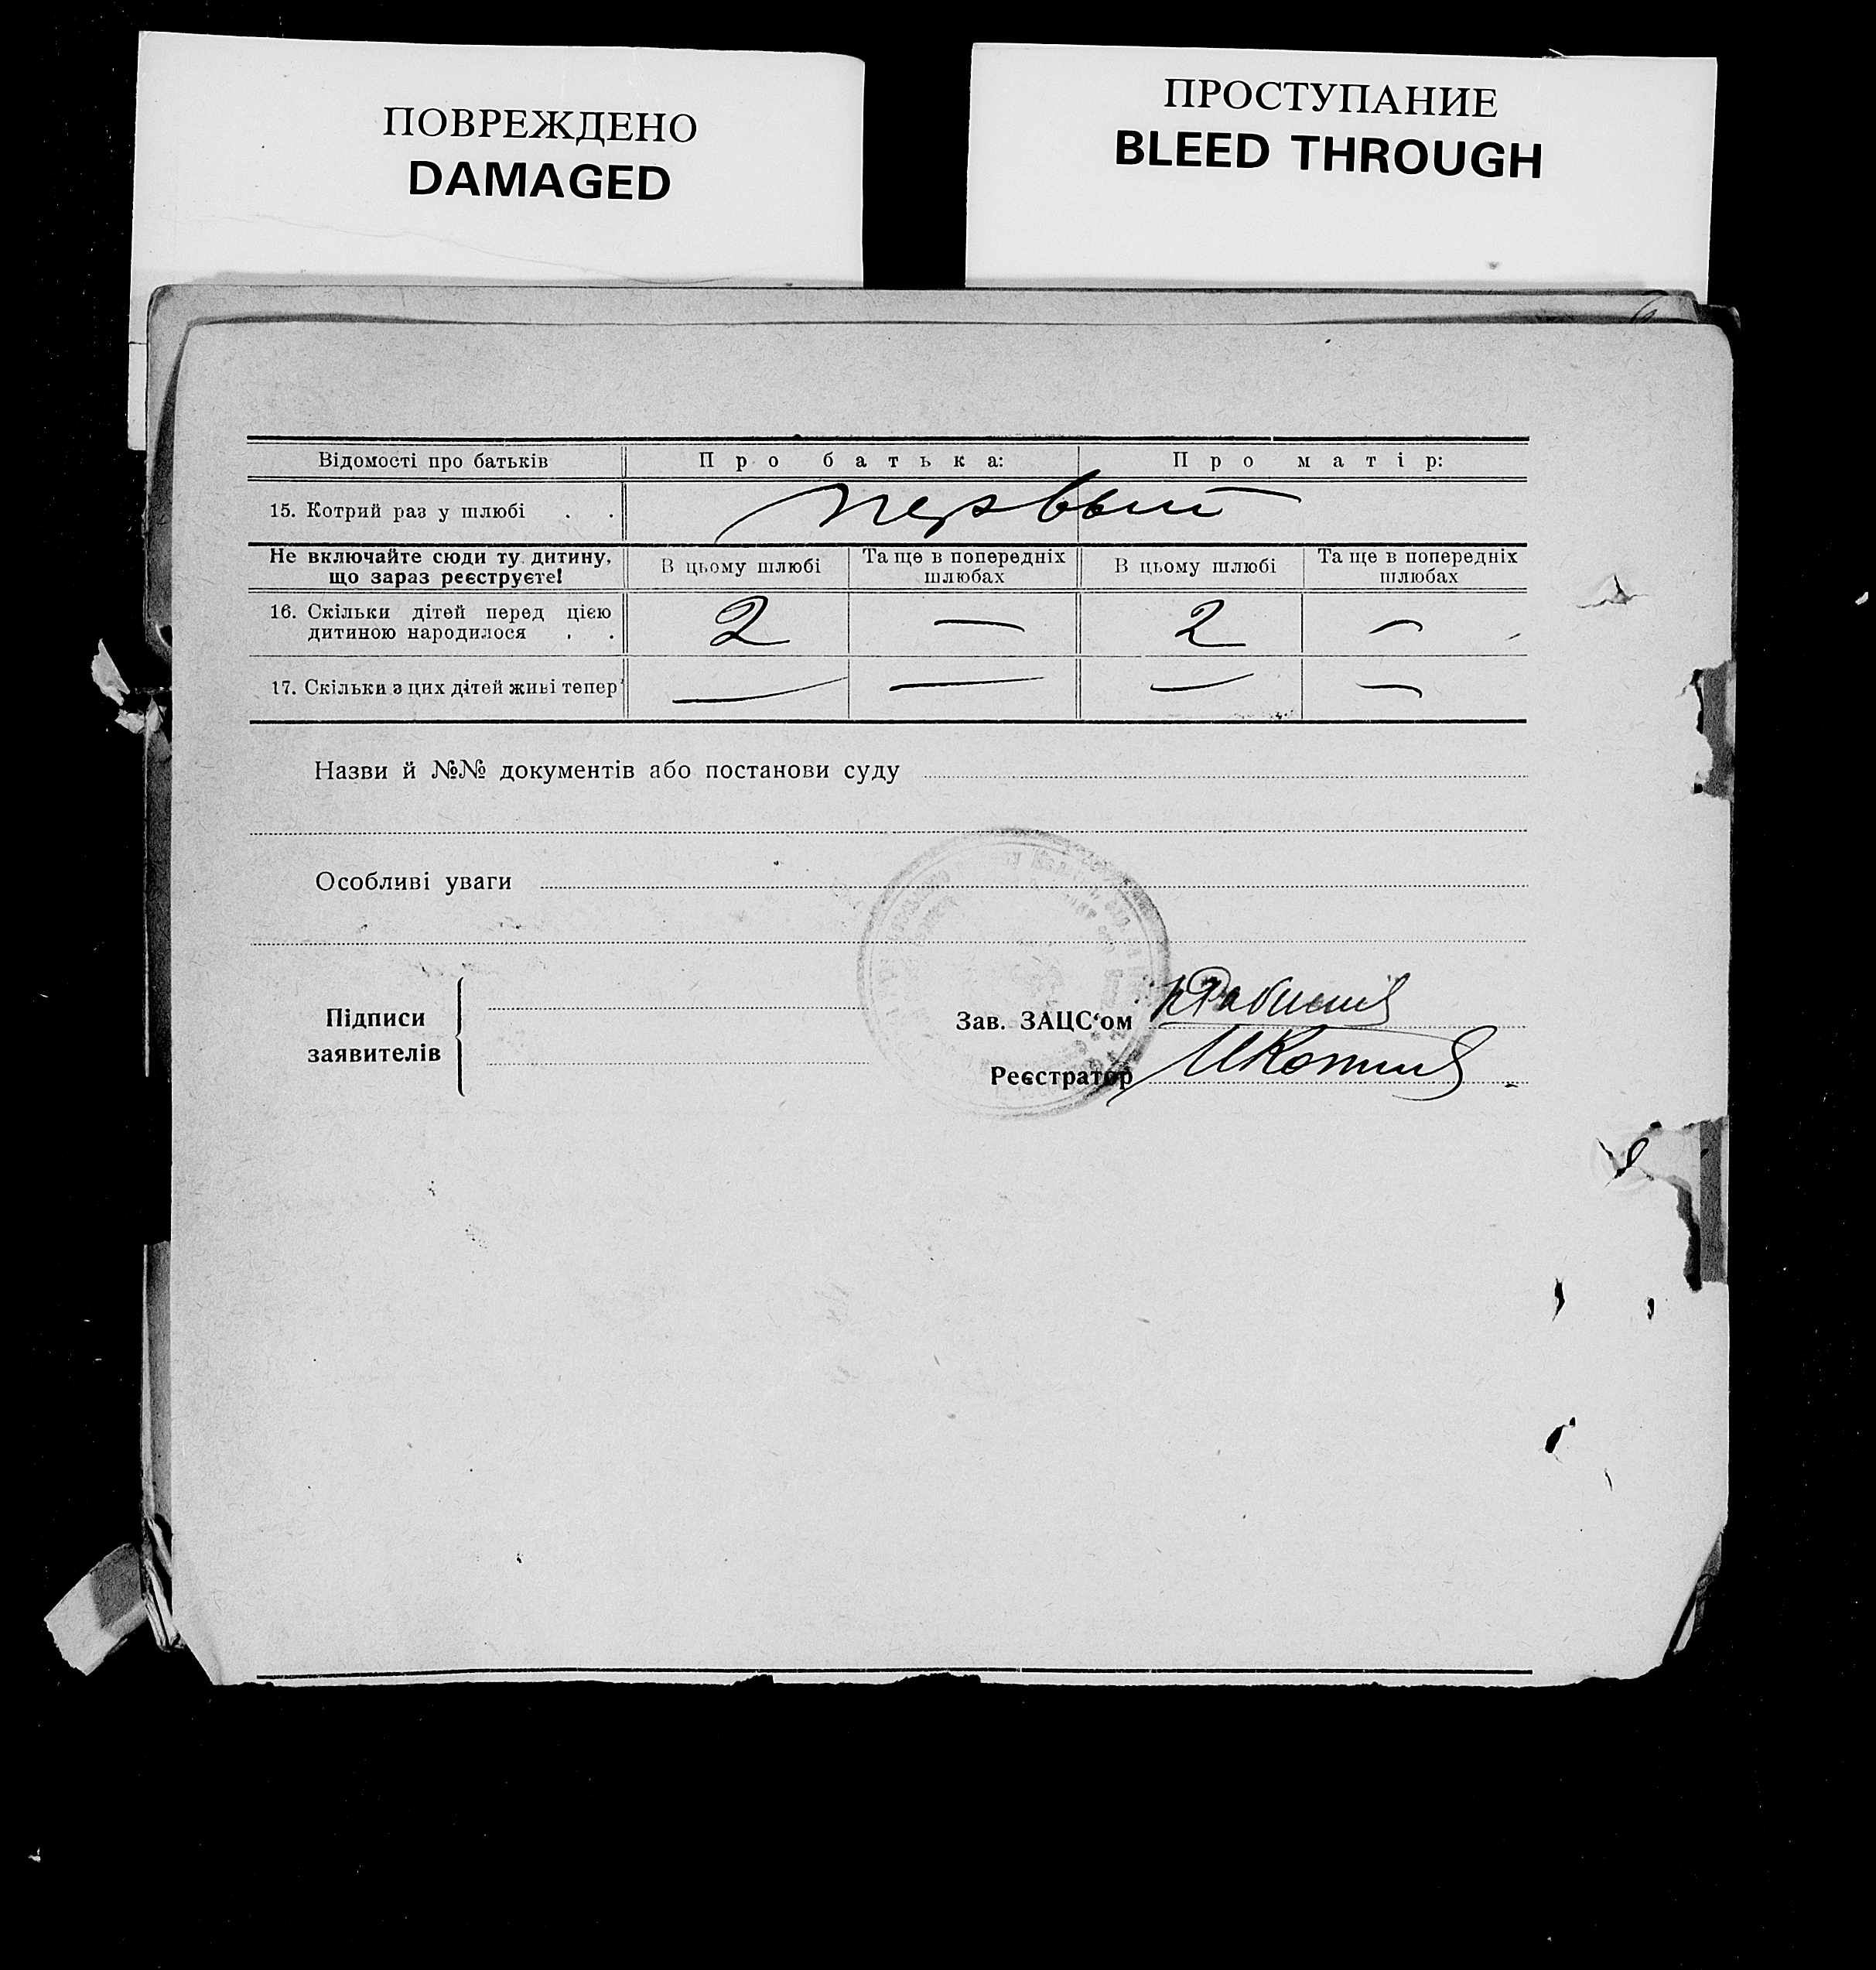 ПОВРЕЖДЕНО
DAMAGED
ПРОСТУПАНИЕ
BLEED THROUGH
Відомості про батьків Про батька: Про матір:
15. Котрий раз у шлюбі . . первый
Не включайте сюди ту дитину, що зараз реєструєте! В цьому шлюбі Та ще в попередніх шлюбах В цьому шлюбі Та ще в попередніх шлюбах
16. Скільки дітей перед цією
дитиною народилося . . 2 — 2 —
17. Скільки з цих дітей живі тепер — — — —
Назви й №№ документів або постанови суду
Особливі уваги
Підписи
заявителів
Зав. ЗАЦС‘ом
Реєстратор